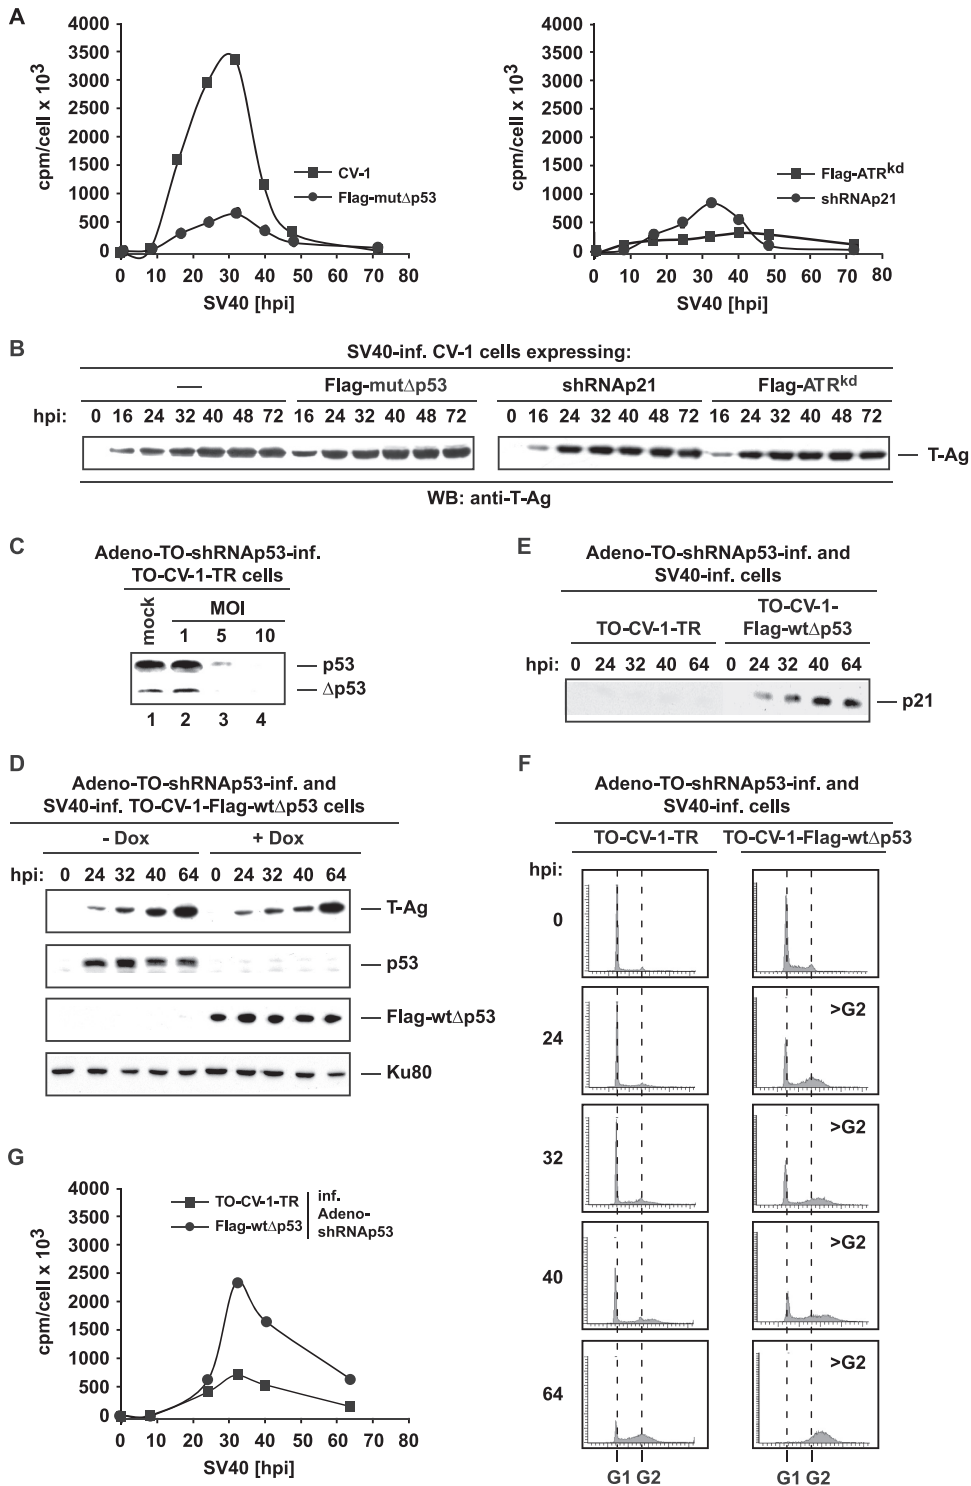 A
4000
3500
3000
2500
2000
1500
1000
500
0
cpm/cell x 10³
CV-1
Flag-mutΔp53
0 10 20 30 40 50 60 70 80
SV40 [hpi]
4000
3500
3000
2500
2000
1500
1000
500
0
cpm/cell x 10³
Flag-ATRkd
shRNAp21
0 10 20 30 40 50 60 70 80
SV40 [hpi]
B
SV40-inf. CV-1 cells expressing:
— Flag-mutΔp53 shRNAp21 Flag-ATRkd
hpi: 0 16 24 32 40 48 72 16 24 32 40 48 72 0 16 24 32 40 48 72 16 24 32 40 48 72
T-Ag
WB: anti-T-Ag
C
Adeno-TO-shRNAp53-inf.
TO-CV-1-TR cells
mock
MOI
1 5 10
p53
Δp53
1 2 3 4
E
Adeno-TO-shRNAp53-inf. and
SV40-inf. cells
TO-CV-1-TR
TO-CV-1-
Flag-wtΔp53
hpi: 0 24 32 40 64 0 24 32 40 64
p21
D
Adeno-TO-shRNAp53-inf. and
SV40-inf. TO-CV-1-Flag-wtΔp53 cells
- Dox + Dox
hpi: 0 24 32 40 64 0 24 32 40 64
T-Ag
p53
Flag-wtΔp53
Ku80
F
Adeno-TO-shRNAp53-inf. and
SV40-inf. cells
TO-CV-1-TR TO-CV-1-Flag-wtΔp53
hpi:
0
24
>G2
32
>G2
40
>G2
64
>G2
G1 G2 G1 G2
G
4000
3500
3000
2500
2000
1500
1000
500
0
cpm/cell x 10³
TO-CV-1-TR
Flag-wtΔp53
inf.
Adeno-
shRNAp53
0 10 20 30 40 50 60 70 80
SV40 [hpi]